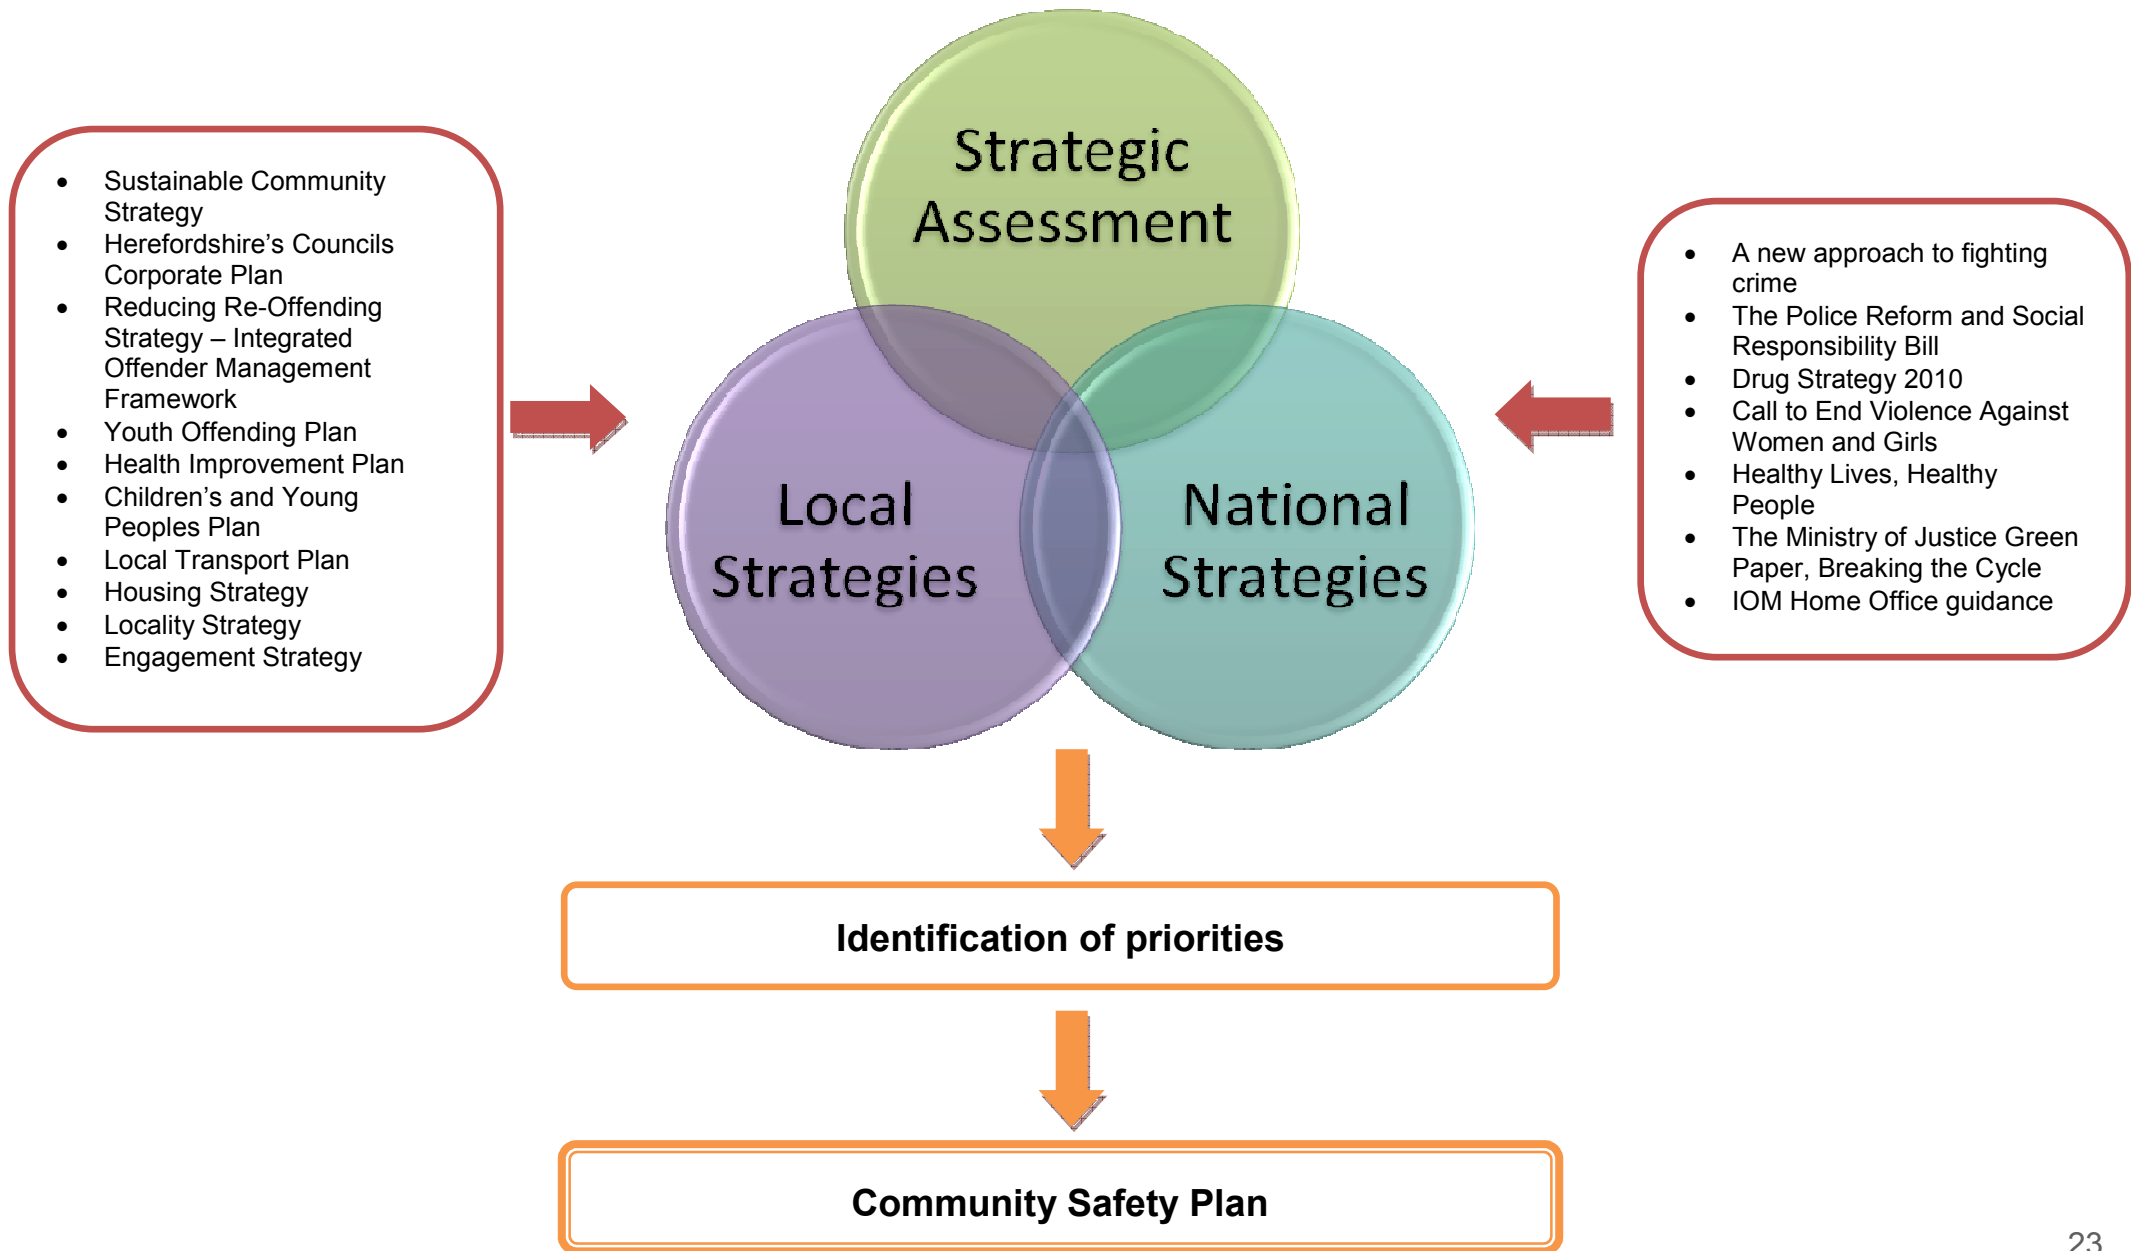 Strategic
Assessment
• Sustainable Community
Strategy
• Herefordshire’s Councils
Corporate Plan
• Reducing Re-Offending
Strategy – Integrated
Offender Management
Framework
• Youth Offending Plan
• Health Improvement Plan
• Children’s and Young
Peoples Plan
• Local Transport Plan
• Housing Strategy
• Locality Strategy
• Engagement Strategy
Local
Strategies
National
Strategies
• A new approach to fighting
crime
• The Police Reform and Social
Responsibility Bill
• Drug Strategy 2010
• Call to End Violence Against
Women and Girls
• Healthy Lives, Healthy
People
• The Ministry of Justice Green
Paper, Breaking the Cycle
• IOM Home Office guidance
Identification of priorities
Community Safety Plan
23